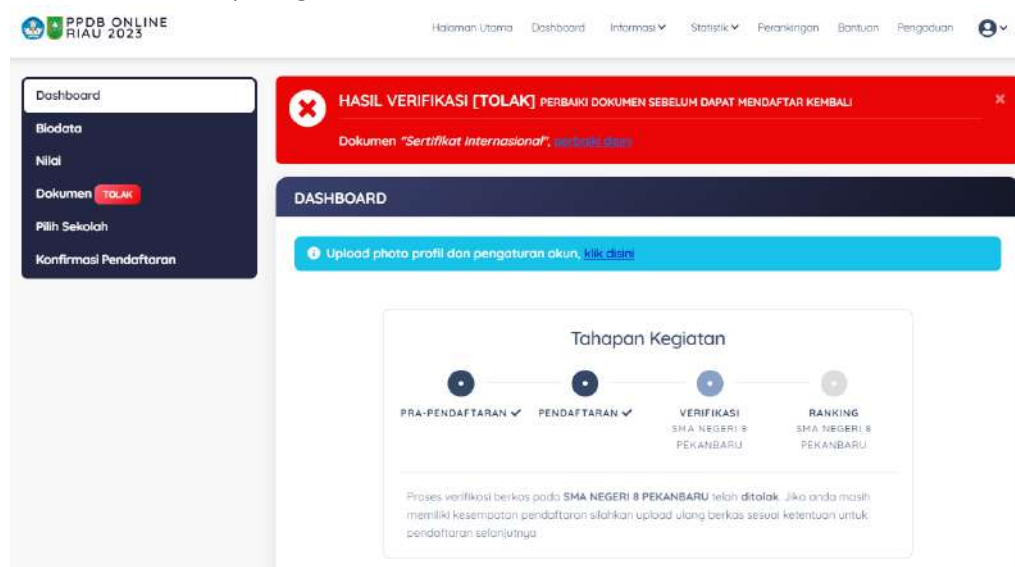 PPDB ONLINE
RIAU 2023
Halaman Utama Dashboard Informasi Statistik Perankingan Bantuan Pengaduan
Dashboard
Biodata
Nilai
Dokumen TOLAK
Pilih Sekolah
Konfirmasi Pendaftaran
HASIL VERIFIKASI [TOLAK] PERBAIKI DOKUMEN SEBELUM DAPAT MENDAFTAR KEMBALI
Dokumen "Sertifikat Internasional", perbaiki disini
DASHBOARD
Upload photo profil dan pengaturan akun, klik disini
Tahapan Kegiatan
PRA-PENDAFTARAN ✓ PENDAFTARAN ✓ VERIFIKASI RANKING
SMA NEGERI 8 SMA NEGERI 8
PEKANBARU PEKANBARU
Proses verifikasi berkas pada SMA NEGERI 8 PEKANBARU telah ditolak. Jika anda masih
memiliki kesempatan pendaftaran silahkan upload ulang berkas sesuai ketentuan untuk
pendaftaran selanjutnya